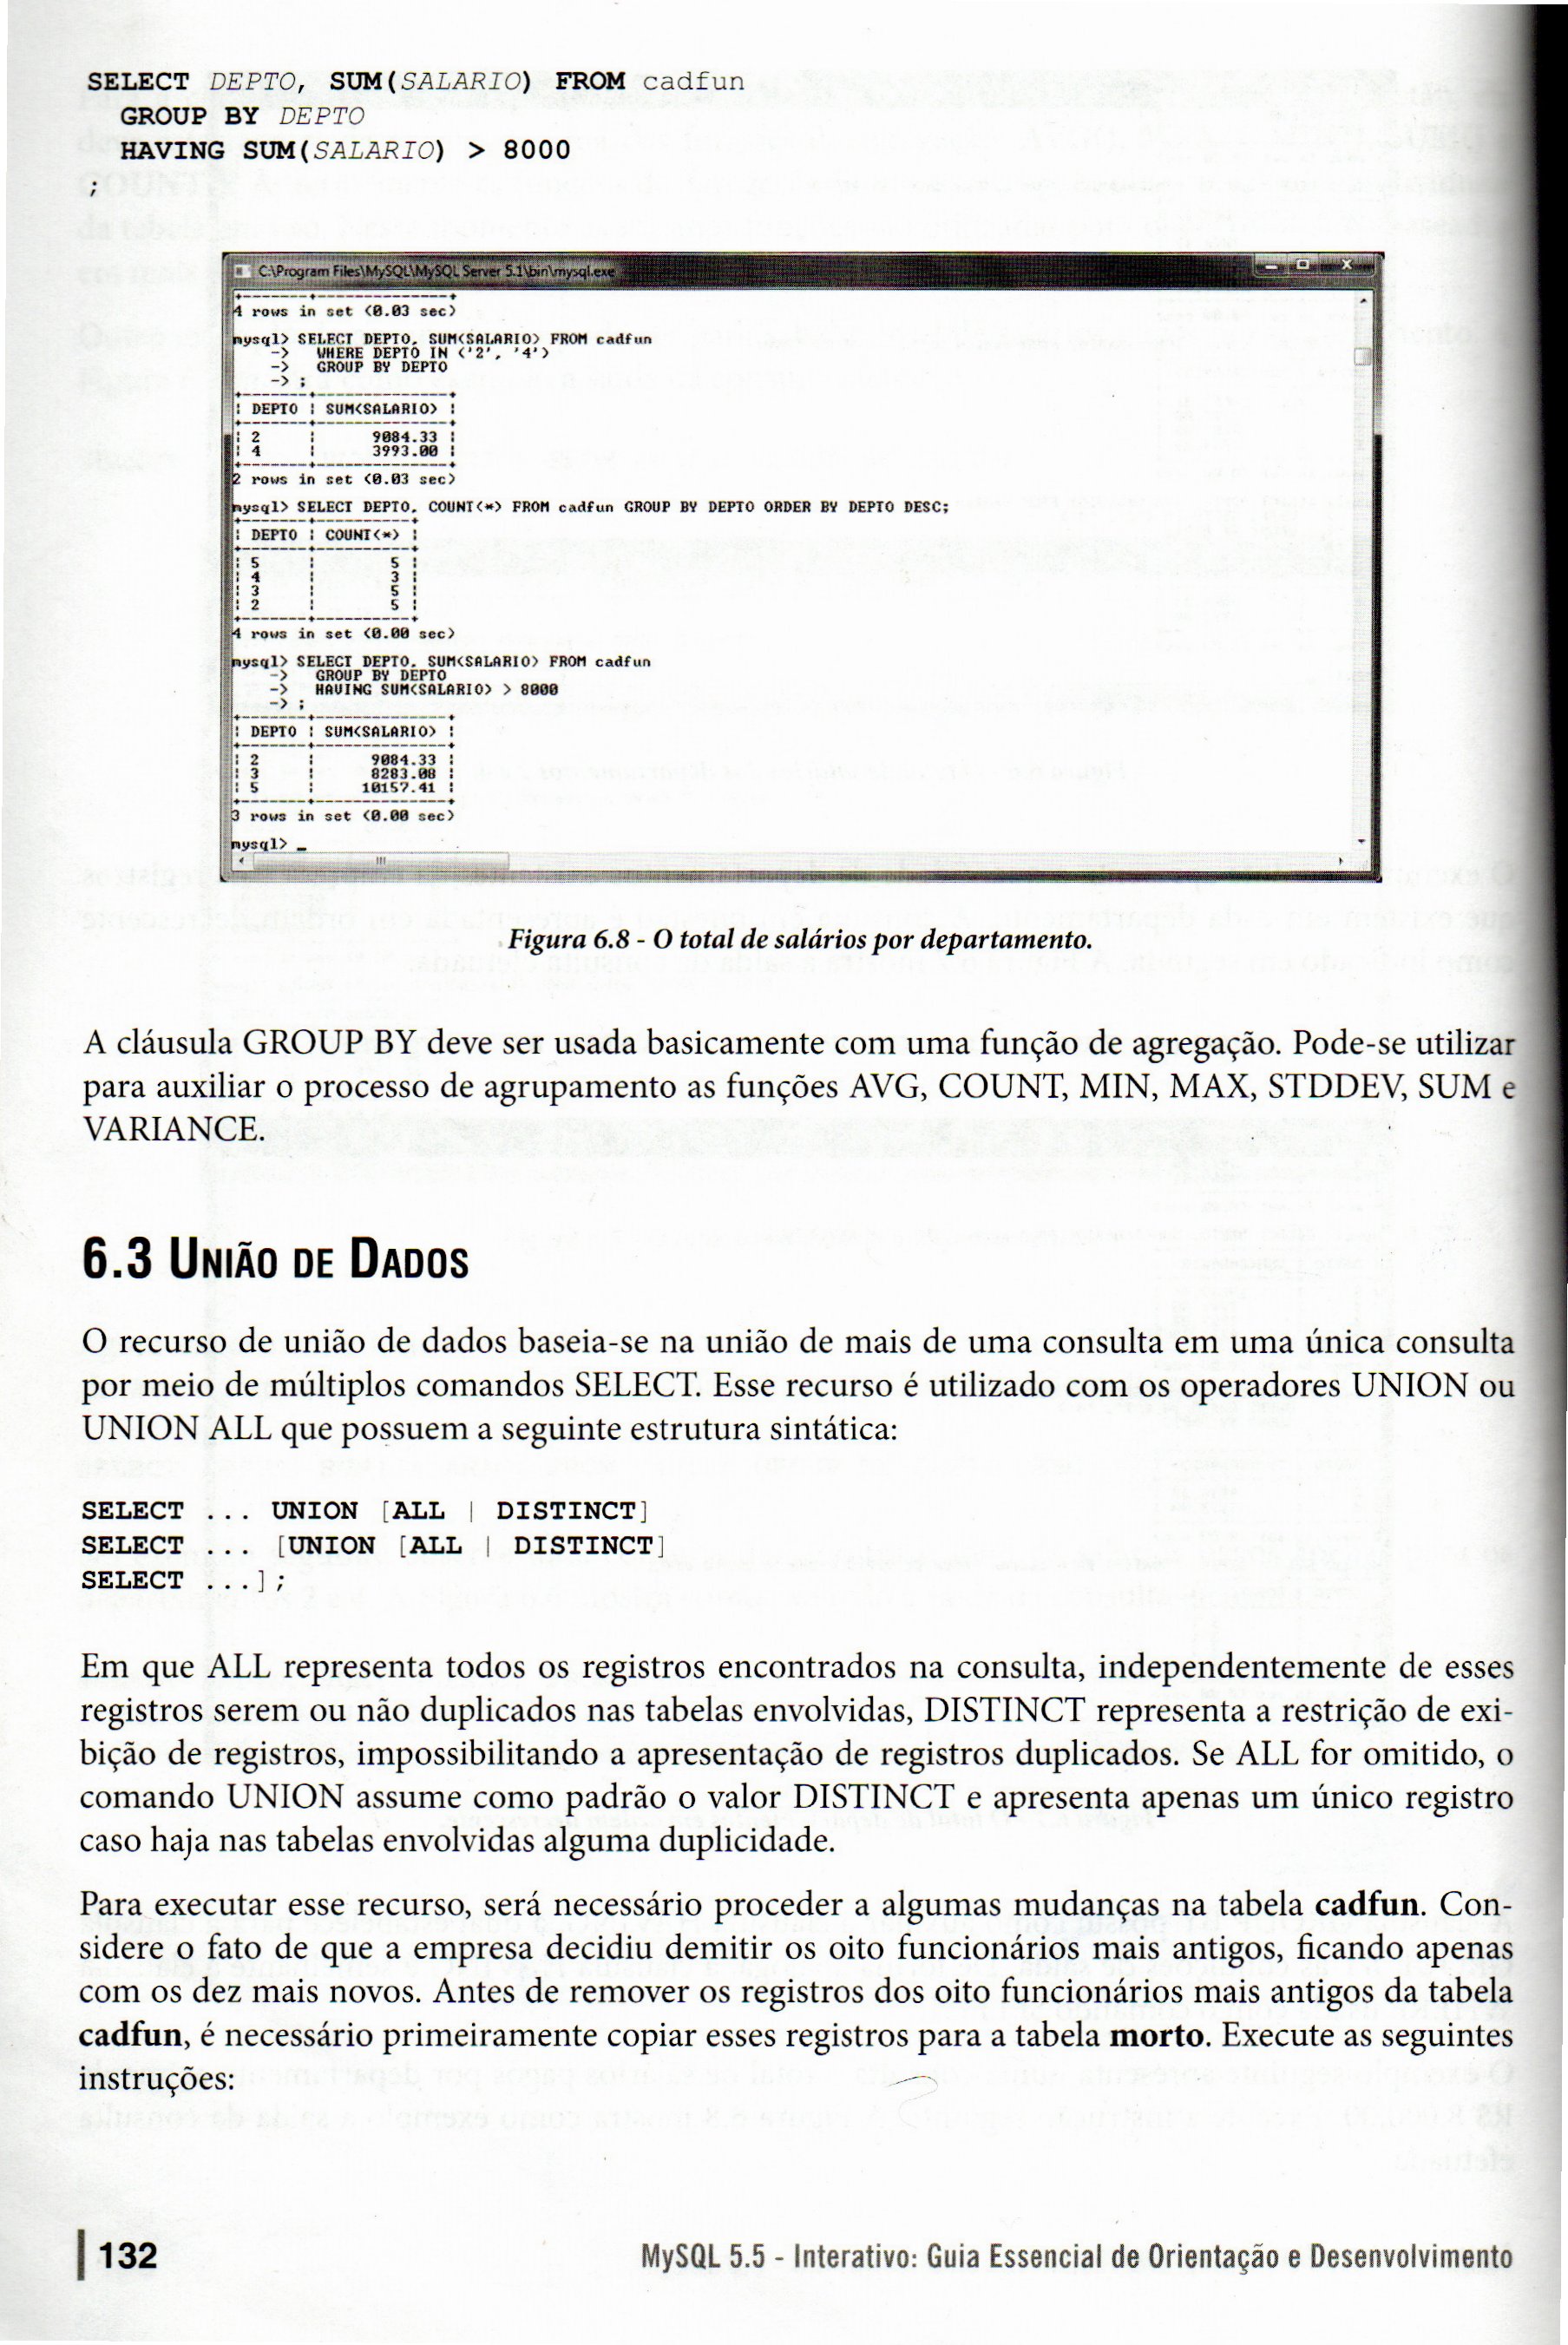 SELECT DEPTO, SUM(SALARIO) FROM cadfun
GROUP BY DEPTO
HAVING SUM(SALARIO) > 8000
;
C:\Program Files\MySQL\MySQL Server 5.1\bin\mysql.exe
+-------+--------------+
4 rows in set (0.03 sec)
mysql> SELECT DEPTO, SUM(SALARIO) FROM cadfun
-> WHERE DEPTO IN ('2', '4')
-> GROUP BY DEPTO
-> ;
+-------+--------------+
| DEPTO | SUM(SALARIO) |
+-------+--------------+
| 2 | 9084.33 |
| 4 | 3993.00 |
+-------+--------------+
2 rows in set (0.03 sec)
mysql> SELECT DEPTO, COUNT(*) FROM cadfun GROUP BY DEPTO ORDER BY DEPTO DESC;
+-------+----------+
| DEPTO | COUNT(*) |
+-------+----------+
| 5 | 5 |
| 4 | 3 |
| 3 | 5 |
| 2 | 5 |
+-------+----------+
4 rows in set (0.00 sec)
mysql> SELECT DEPTO, SUM(SALARIO) FROM cadfun
-> GROUP BY DEPTO
-> HAVING SUM(SALARIO) > 8000
-> ;
+-------+--------------+
| DEPTO | SUM(SALARIO) |
+-------+--------------+
| 2 | 9084.33 |
| 3 | 8283.08 |
| 5 | 10157.41 |
+-------+--------------+
3 rows in set (0.00 sec)
mysql> _
Figura 6.8 - O total de salários por departamento.
A cláusula GROUP BY deve ser usada basicamente com uma função de agregação. Pode-se utilizar
para auxiliar o processo de agrupamento as funções AVG, COUNT, MIN, MAX, STDDEV, SUM e
VARIANCE.
6.3 UNIÃO DE DADOS
O recurso de união de dados baseia-se na união de mais de uma consulta em uma única consulta
por meio de múltiplos comandos SELECT. Esse recurso é utilizado com os operadores UNION ou
UNION ALL que possuem a seguinte estrutura sintática:
SELECT ... UNION [ALL | DISTINCT]
SELECT ... [UNION [ALL | DISTINCT]
SELECT ...];
Em que ALL representa todos os registros encontrados na consulta, independentemente de esses
registros serem ou não duplicados nas tabelas envolvidas, DISTINCT representa a restrição de exi-
bição de registros, impossibilitando a apresentação de registros duplicados. Se ALL for omitido, o
comando UNION assume como padrão o valor DISTINCT e apresenta apenas um único registro
caso haja nas tabelas envolvidas alguma duplicidade.
Para executar esse recurso, será necessário proceder a algumas mudanças na tabela cadfun. Con-
sidere o fato de que a empresa decidiu demitir os oito funcionários mais antigos, ficando apenas
com os dez mais novos. Antes de remover os registros dos oito funcionários mais antigos da tabela
cadfun, é necessário primeiramente copiar esses registros para a tabela morto. Execute as seguintes
instruções:
132
MySQL 5.5 - Interativo: Guia Essencial de Orientação e Desenvolvimento